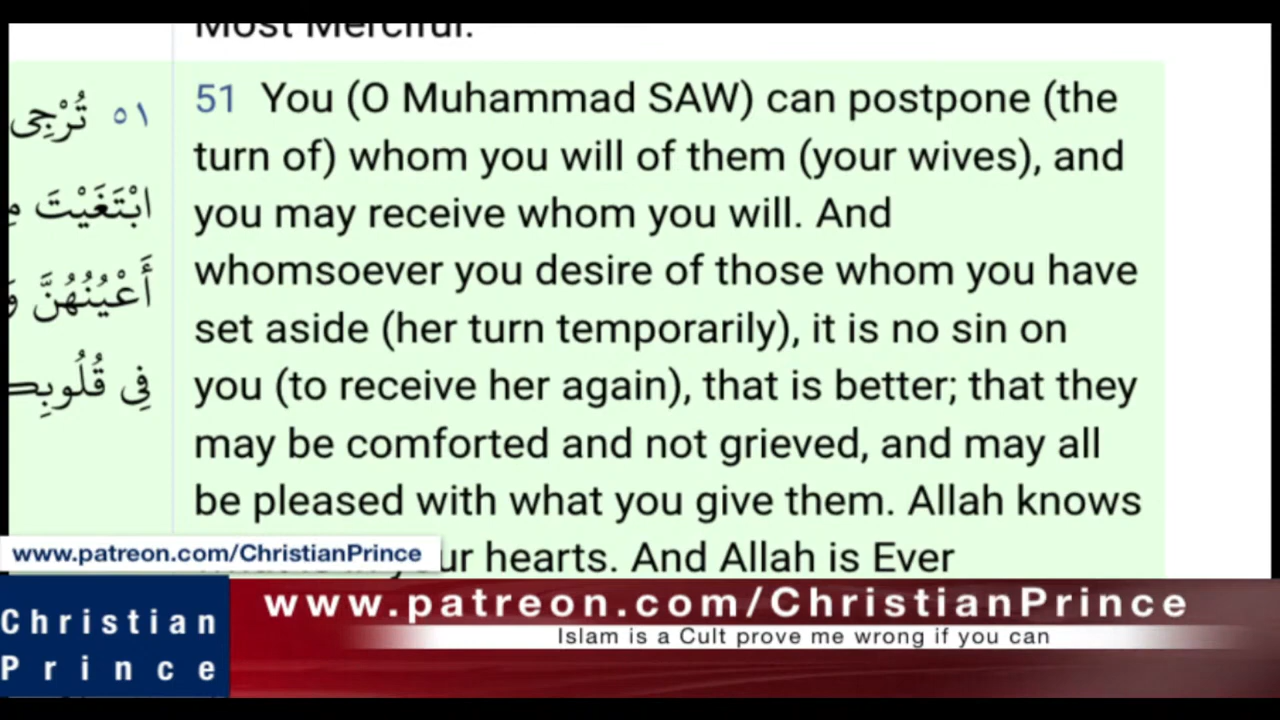 Most Merciful.
51 You (O Muhammad SAW) can postpone (the
turn of) whom you will of them (your wives), and
you may receive whom you will. And
whomsoever you desire of those whom you have
set aside (her turn temporarily), it is no sin on
you (to receive her again), that is better; that they
may be comforted and not grieved, and may all
be pleased with what you give them. Allah knows
your hearts. And Allah is Ever
٥١ تُرْجِى
ابْتَغَيْتَ
أَعْيُنُهُنَّ
فِى
www.patreon.com/ChristianPrince
Christian
Prince
www.patreon.com/ChristianPrince
Islam is a Cult prove me wrong if you can